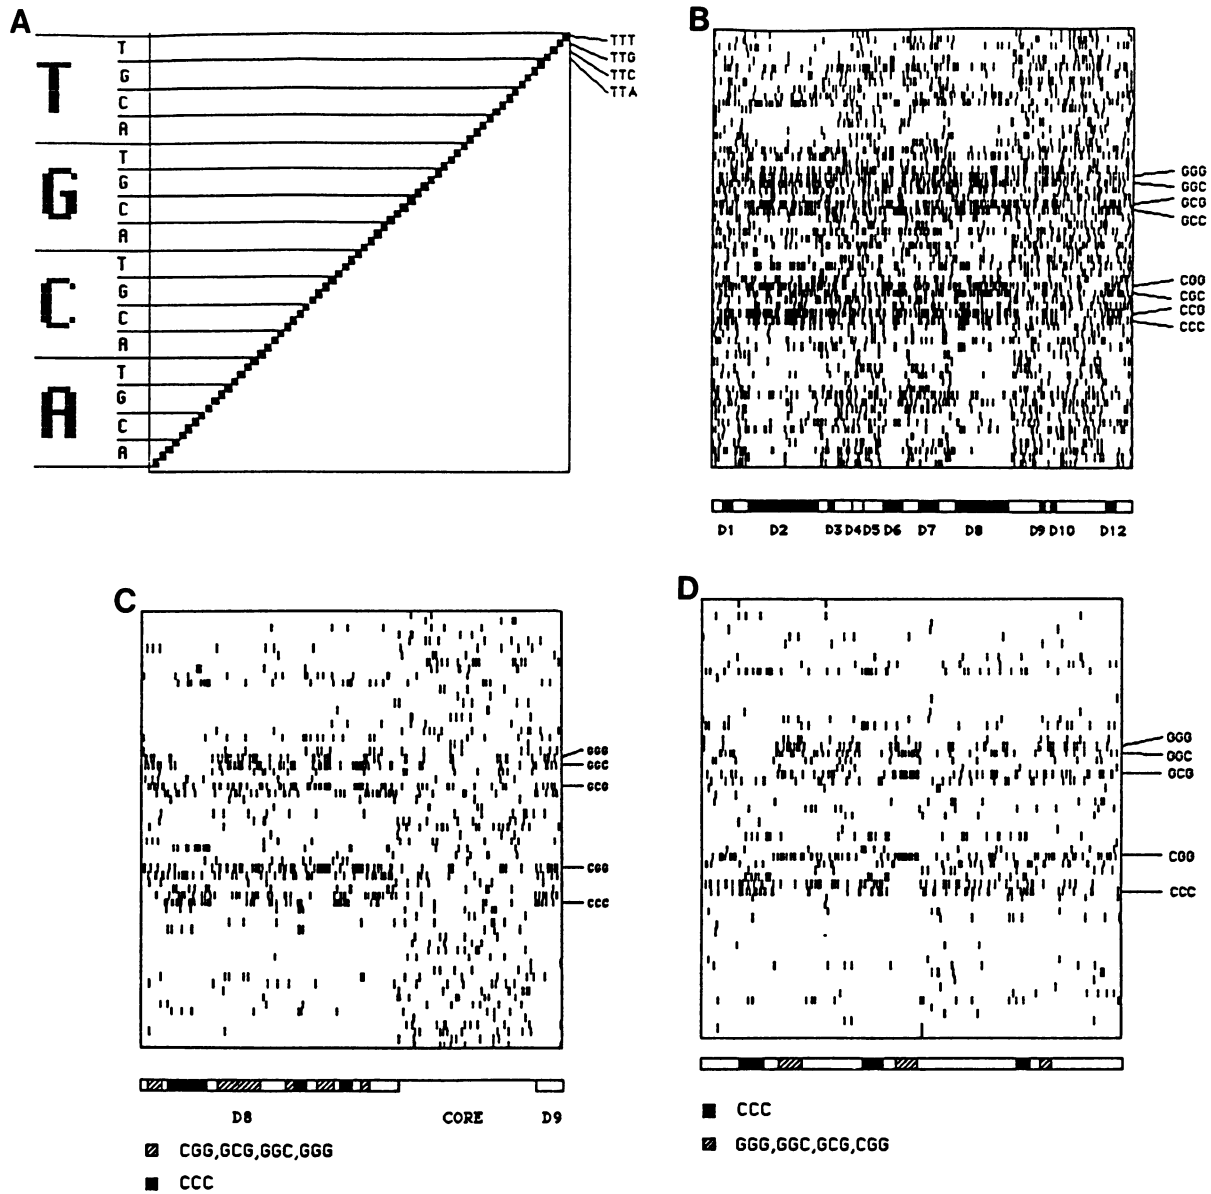 A
T
G
C
A
T
G
C
A
T
G
C
A
T
G
C
A
T
G
C
A
TTT
TTG
TTC
TTA
B
GGG
GGC
GCG
GCC
CGG
CGC
CCG
CCC
D1 D2 D3 D4 D5 D6 D7 D8 D9 D10 D12
C
GGG
GGC
GCG
CGG
CCC
D8 CORE D9
CGG,GCG,GGC,GGG
CCC
D
GGG
GGC
GCG
CGG
CCC
CCC
GGG,GGC,GCG,CGG